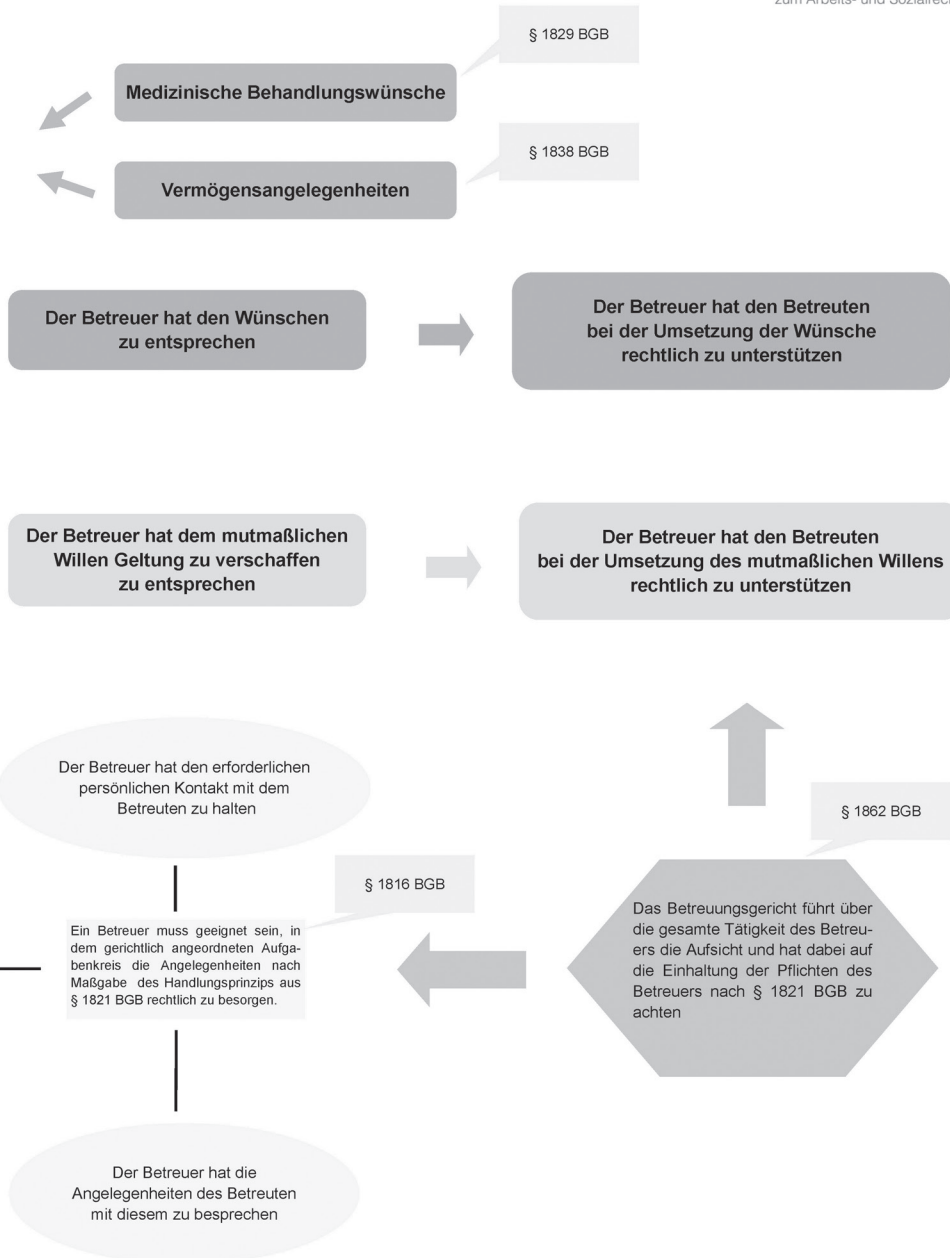 zum Arbeits- und Sozialrecht
§ 1829 BGB
Medizinische Behandlungswünsche
§ 1838 BGB
Vermögensangelegenheiten
Der Betreuer hat den Wünschen
zu entsprechen
Der Betreuer hat den Betreuten
bei der Umsetzung der Wünsche
rechtlich zu unterstützen
Der Betreuer hat dem mutmaßlichen
Willen Geltung zu verschaffen
zu entsprechen
Der Betreuer hat den Betreuten
bei der Umsetzung des mutmaßlichen Willens
rechtlich zu unterstützen
Der Betreuer hat den erforderlichen
persönlichen Kontakt mit dem
Betreuten zu halten
§ 1862 BGB
§ 1816 BGB
Ein Betreuer muss geeignet sein, in
dem gerichtlich angeordneten Aufga-
benkreis die Angelegenheiten nach
Maßgabe des Handlungsprinzips aus
§ 1821 BGB rechtlich zu besorgen.
Das Betreuungsgericht führt über
die gesamte Tätigkeit des Betreu-
ers die Aufsicht und hat dabei auf
die Einhaltung der Pflichten des
Betreuers nach § 1821 BGB zu
achten
Der Betreuer hat die
Angelegenheiten des Betreuten
mit diesem zu besprechen